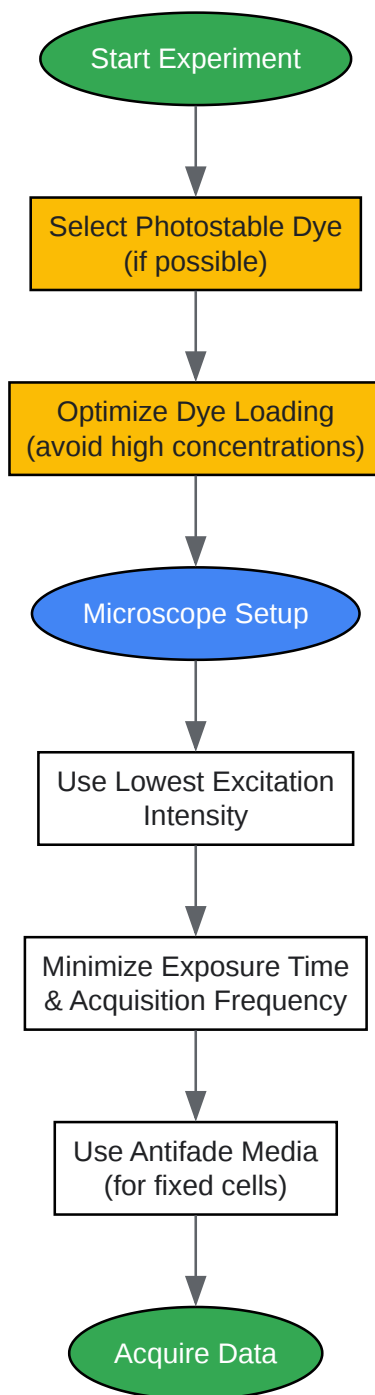 Start Experiment
Select Photostable Dye
(if possible)
Optimize Dye Loading
(avoid high concentrations)
Microscope Setup
Use Lowest Excitation
Intensity
Minimize Exposure Time
& Acquisition Frequency
Use Antifade Media
(for fixed cells)
Acquire Data